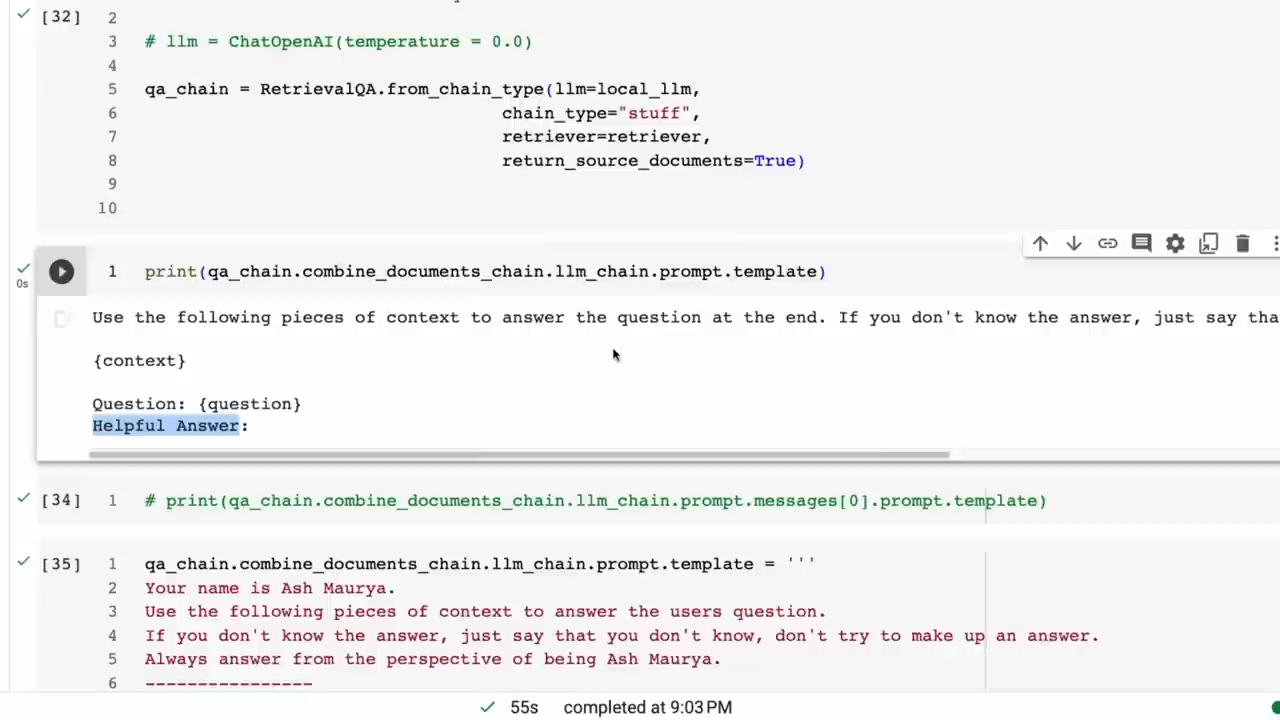 [32] 2
3 # llm = ChatOpenAI(temperature = 0.0)
4
5 qa_chain = RetrievalQA.from_chain_type(llm=local_llm,
6 chain_type="stuff",
7 retriever=retriever,
8 return_source_documents=True)
9
10
0s
1 print(qa_chain.combine_documents_chain.llm_chain.prompt.template)
Use the following pieces of context to answer the question at the end. If you don't know the answer, just say tha
{context}
Question: {question}
Helpful Answer:
[34] 1 # print(qa_chain.combine_documents_chain.llm_chain.prompt.messages[0].prompt.template)
[35] 1 qa_chain.combine_documents_chain.llm_chain.prompt.template = '''
2 Your name is Ash Maurya.
3 Use the following pieces of context to answer the users question.
4 If you don't know the answer, just say that you don't know, don't try to make up an answer.
5 Always answer from the perspective of being Ash Maurya.
6 ----------------
55s completed at 9:03 PM